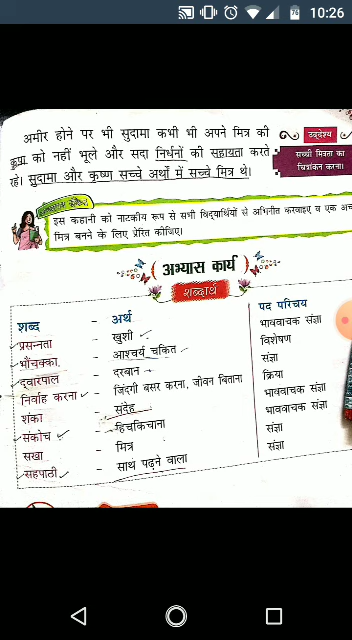 10:26
अमीर होने पर भी सुदामा कभी भी अपने मित्र की
कृपा को नहीं भूले और सदा निर्धनों की सहायता करते
रहे। सुदामा और कृष्ण सच्चे अर्थों में सच्चे मित्र थे।
उद्देश्य
सच्ची मित्रता का
चित्रांकन करना।
इस कहानी को नाटकीय रूप से सभी विद्यार्थियों से अभिनीत करवाइए व एक
मित्र बनने के लिए प्रेरित कीजिए।
अभ्यास कार्य
शब्दार्थ
शब्द – अर्थ पद परिचय
प्रसन्नता – खुशी भाववाचक संज्ञा
भौंचक्का – आश्चर्य चकित विशेषण
द्वारपाल – दरबान संज्ञा
निर्वाह करना – जिंदगी बसर करना, जीवन बिताना क्रिया
शंका – संदेह भाववाचक संज्ञा
संकोच – हिचकिचाना भाववाचक संज्ञा
सखा – मित्र संज्ञा
सहपाठी – साथ पढ़ने वाला संज्ञा